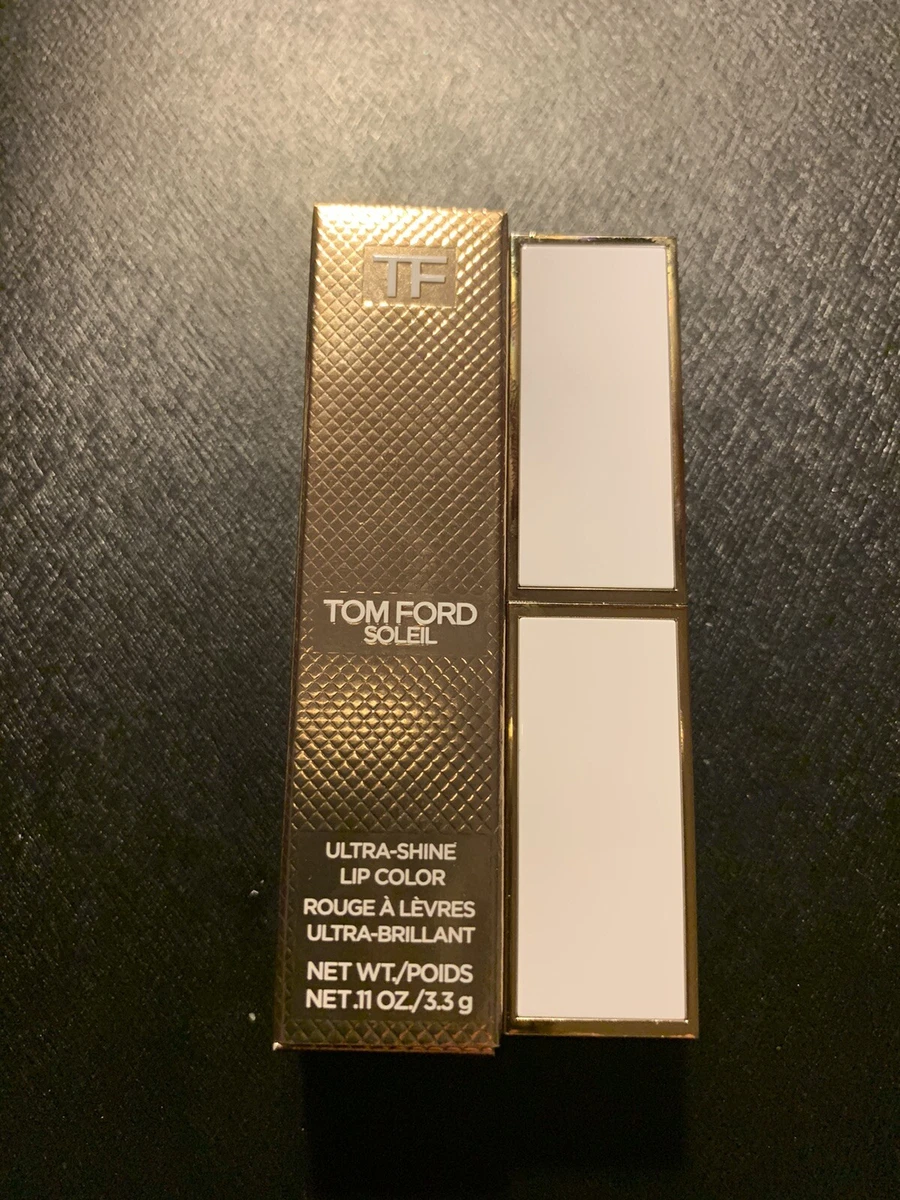 TF
TOM FORD
SOLEIL
ULTRA-SHINE
LIP COLOR
ROUGE À LÈVRES
ULTRA-BRILLANT
NET WT./POIDS
NET .11 OZ./3.3 g